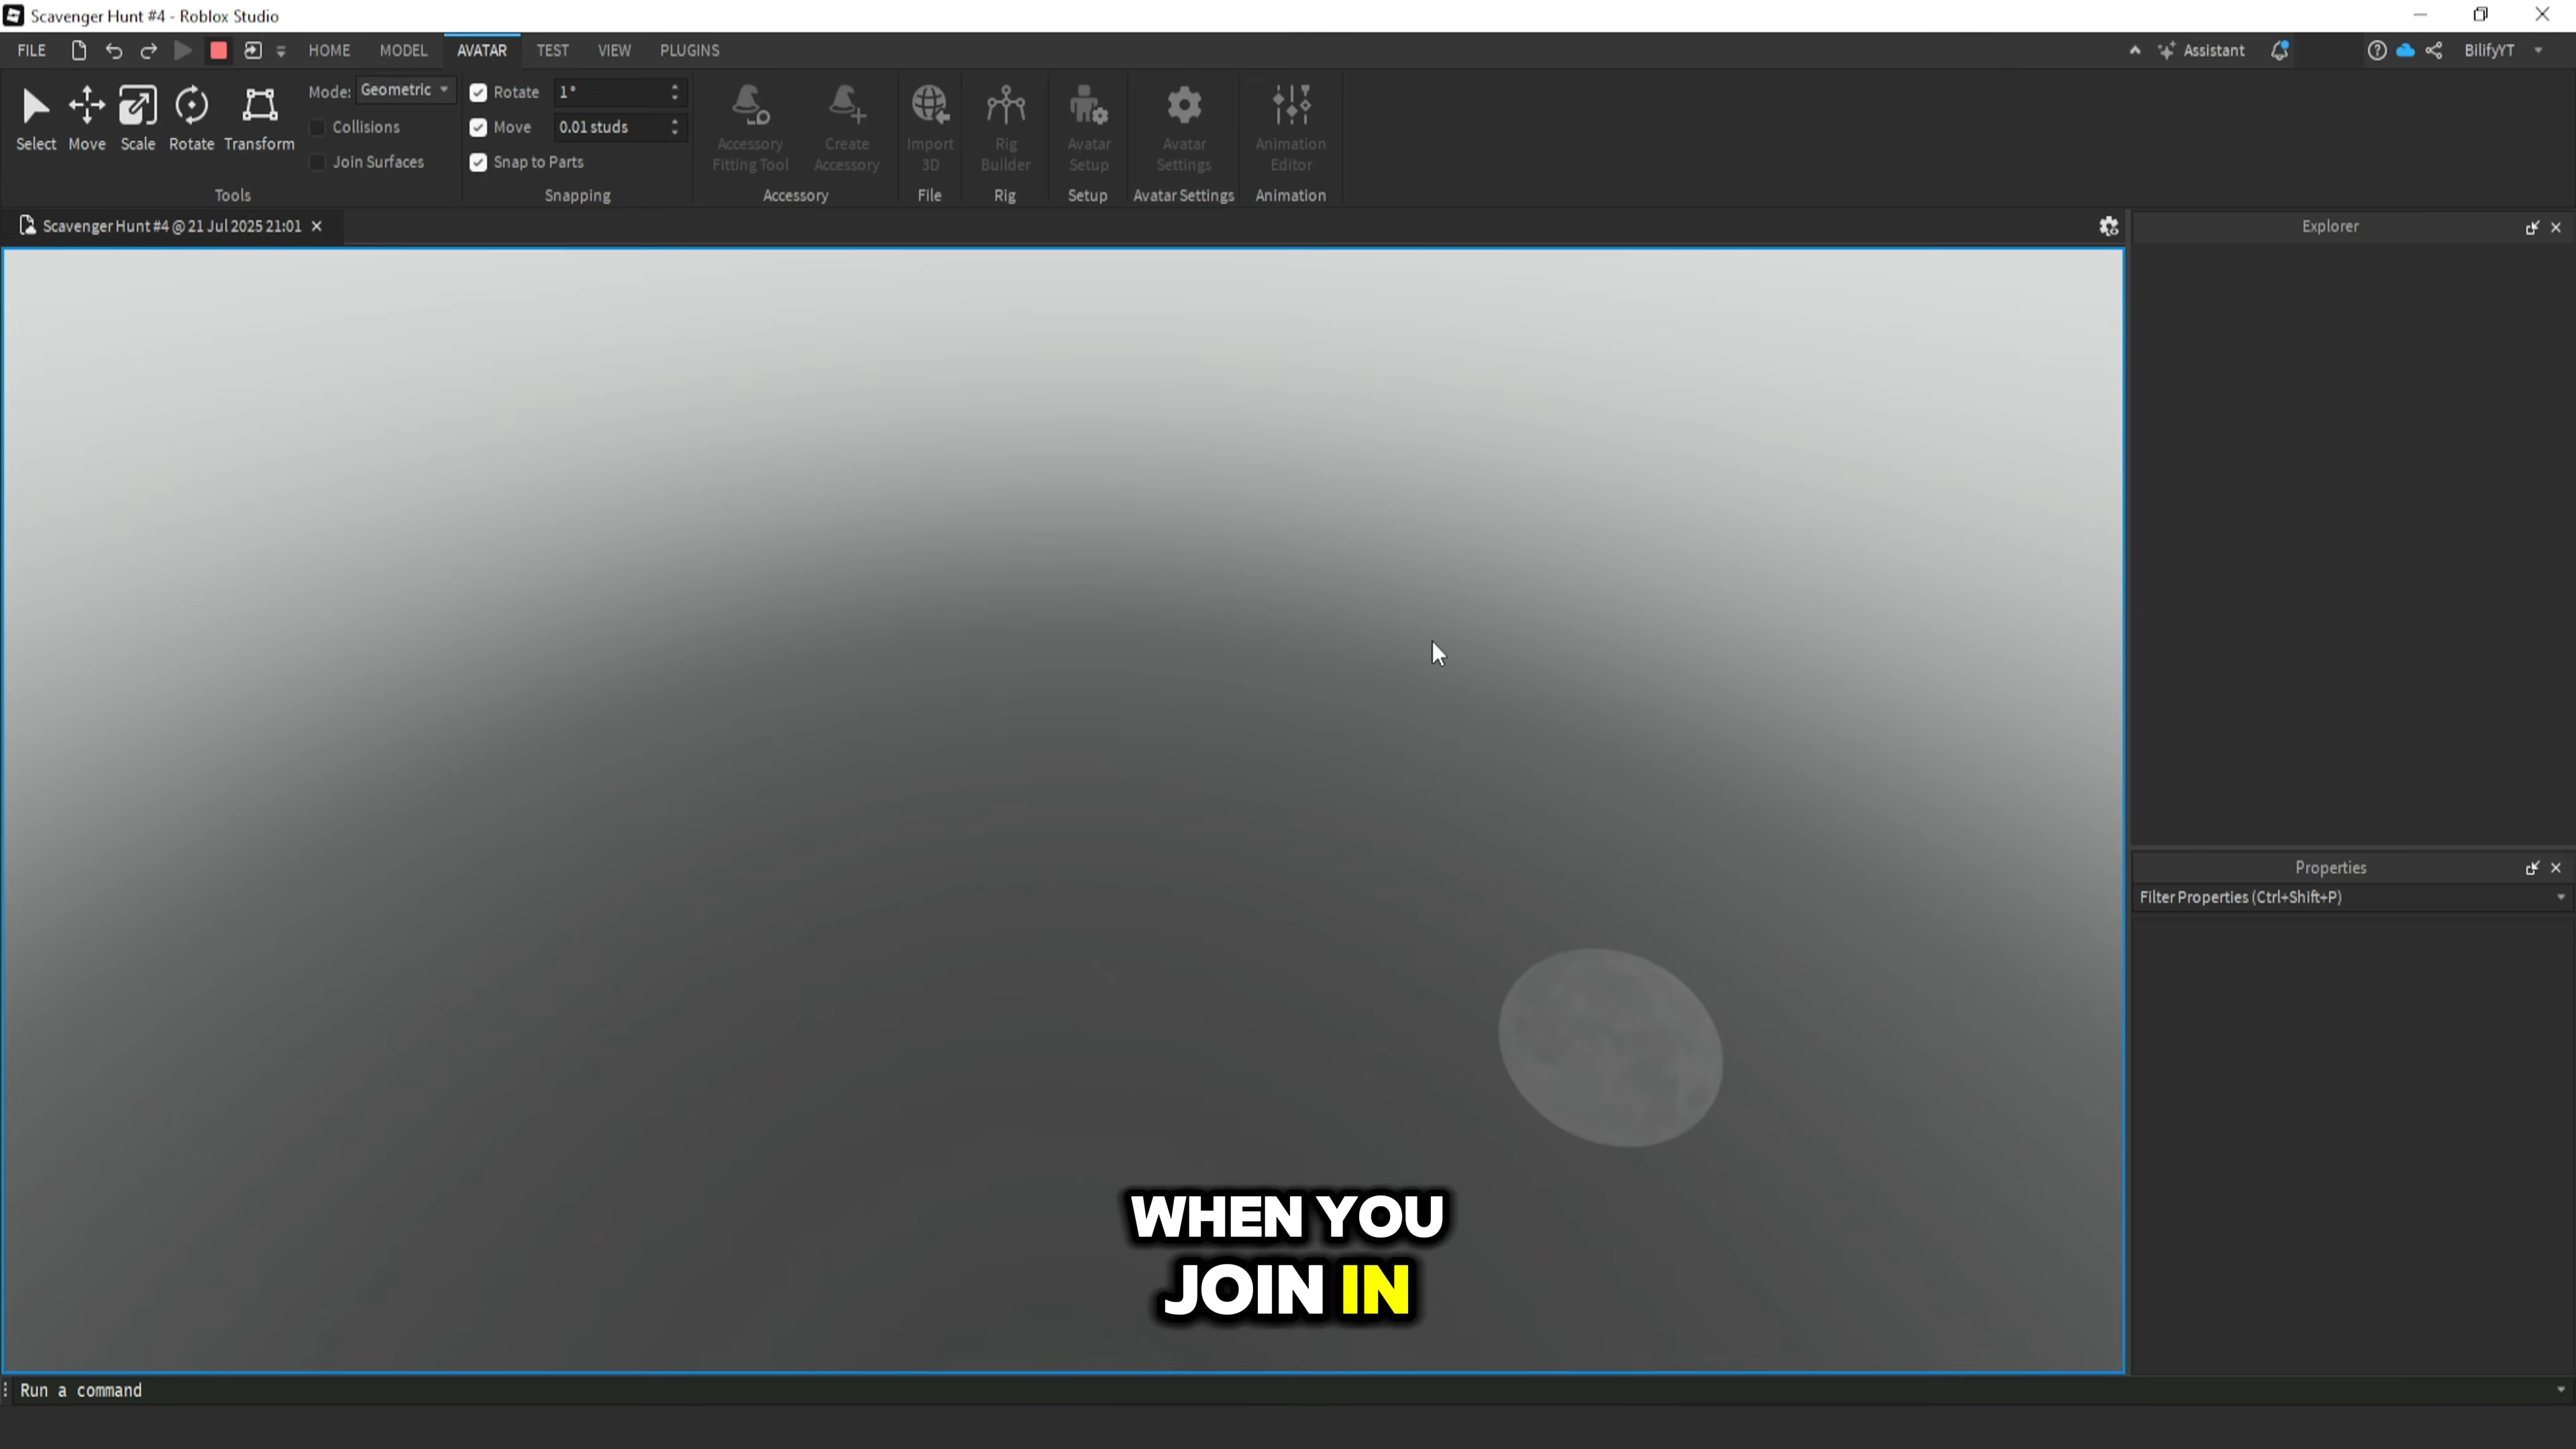 Scavenger Hunt #4 - Roblox Studio
FILE HOME MODEL AVATAR TEST VIEW PLUGINS Assistant BilifyYT
Select Move Scale Rotate Transform
Mode: Geometric
Collisions
Join Surfaces
Tools
Rotate 1°
Move 0.01 studs
Snap to Parts
Snapping
Accessory Fitting Tool
Create Accessory
Accessory
Import 3D
File
Rig Builder
Rig
Avatar Setup
Setup
Avatar Settings
Avatar Settings
Animation Editor
Animation
Scavenger Hunt #4 @ 21 Jul 2025 21:01
Explorer
Properties
Filter Properties (Ctrl+Shift+P)
WHEN YOU
JOIN IN
Run a command